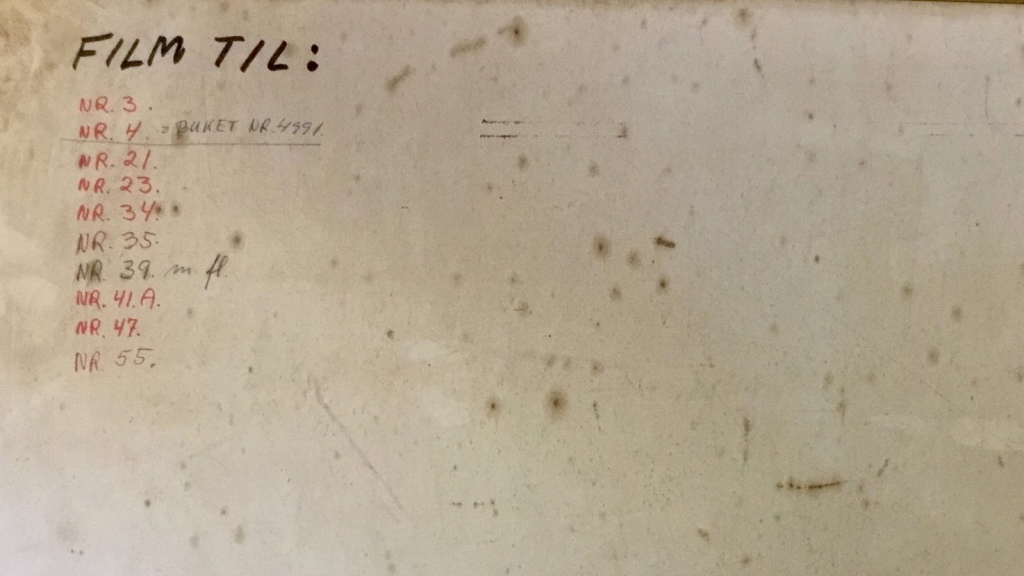 FILM TIL:
NR. 3.
NR. 4. = BUKET NR. 4991.
NR. 21.
NR. 23.
NR. 34.
NR. 35.
NR. 39. m fl.
NR. 41.A.
NR. 47.
NR. 55.